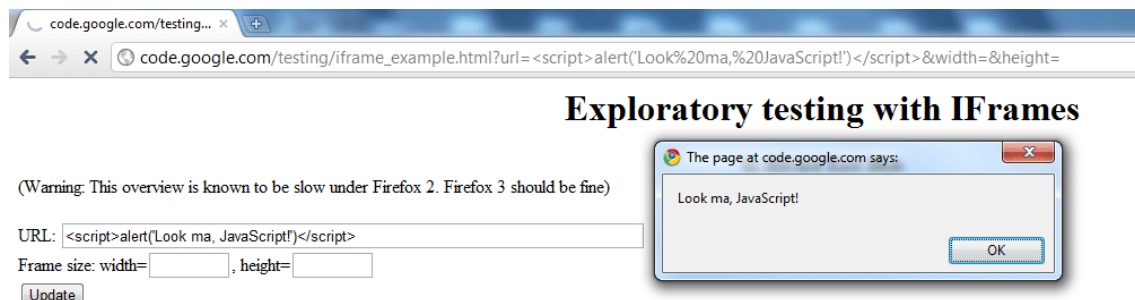 code.google.com/testing...
code.google.com/testing/iframe_example.html?url=<script>alert('Look%20ma,%20JavaScript!')</script>&width=&height=
Exploratory testing with IFrames
The page at code.google.com says:
Look ma, JavaScript!
OK
(Warning: This overview is known to be slow under Firefox 2. Firefox 3 should be fine)
URL: <script>alert('Look ma, JavaScript!')</script>
Frame size: width= , height=
Update